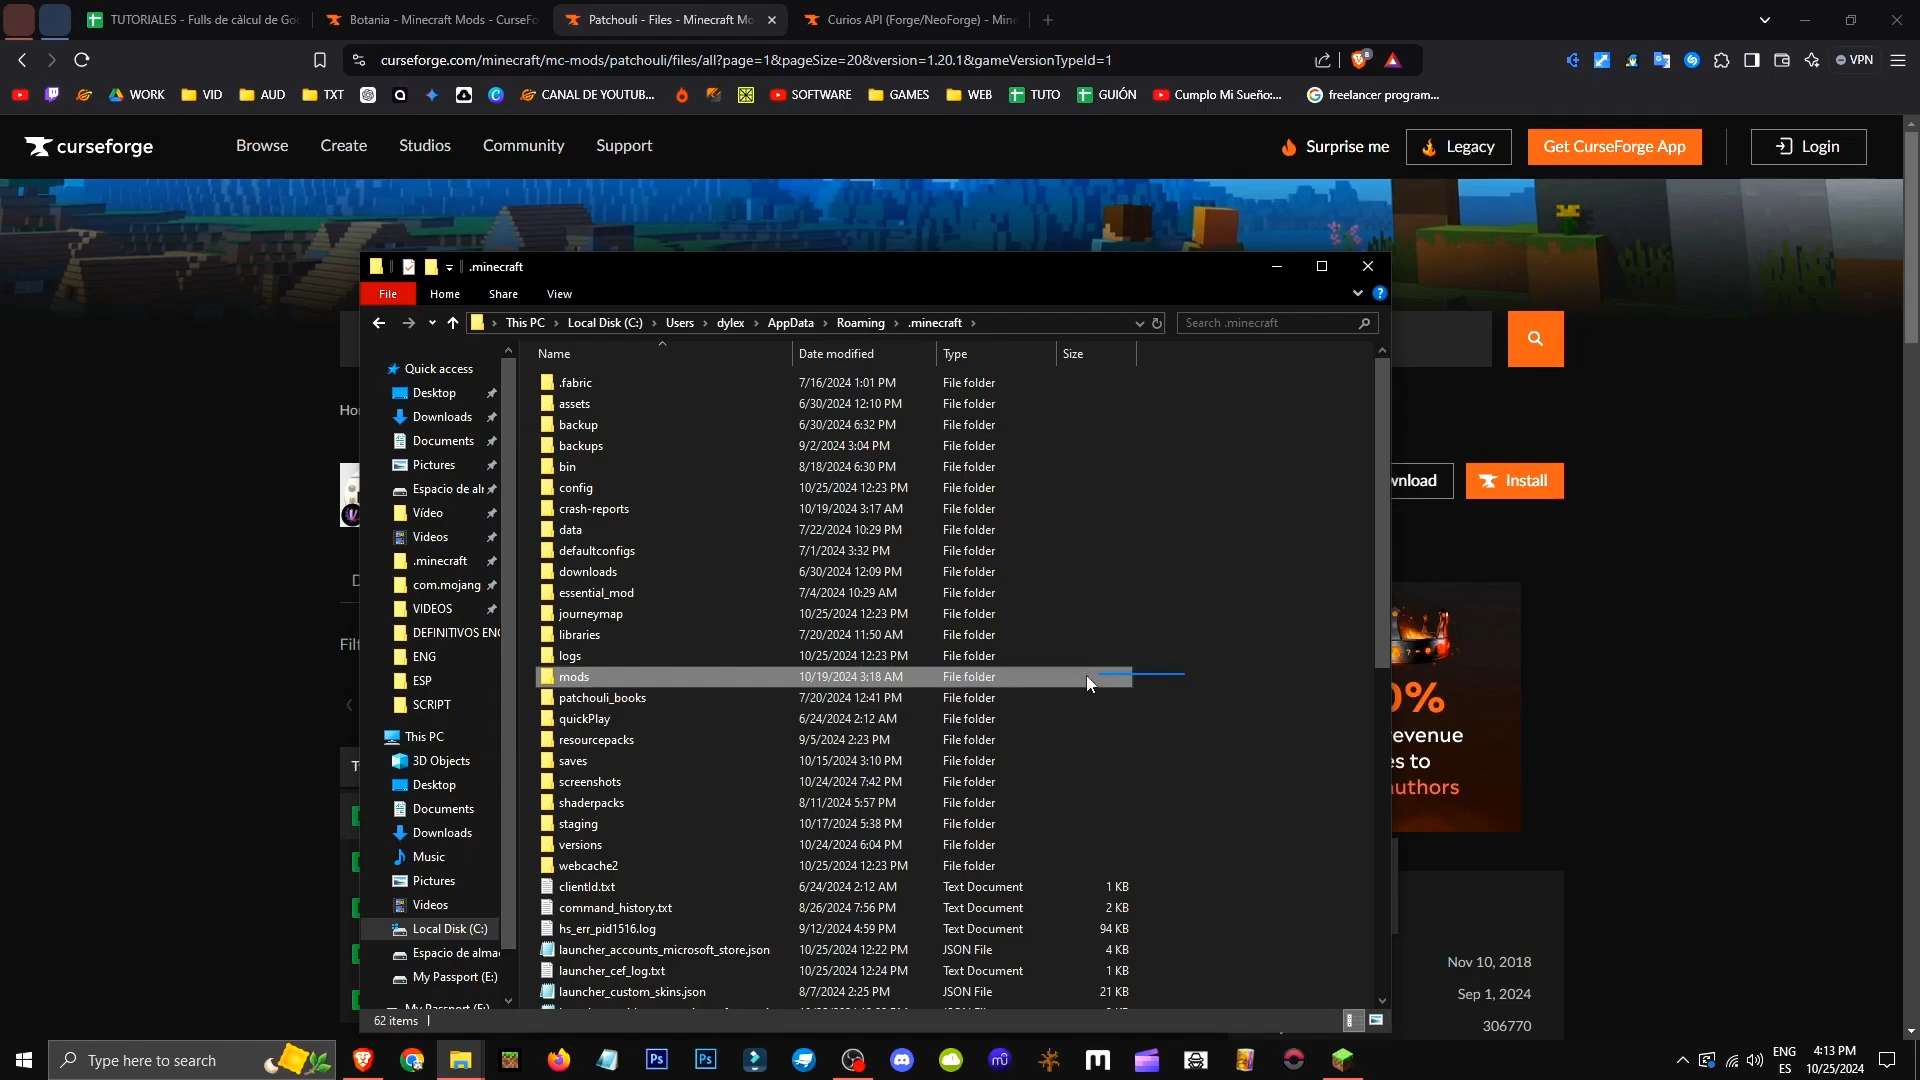 TUTORIALES - Fulls de càlcul de Goo
Botania - Minecraft Mods - CurseFo
Patchouli - Files - Minecraft Mo
Curios API (Forge/NeoForge) - Mine
curseforge.com/minecraft/mc-mods/patchouli/files/all?page=1&pageSize=20&version=1.20.1&gameVersionTypeId=1
VPN
WORK
VID
AUD
TXT
CANAL DE YOUTUB...
SOFTWARE
GAMES
WEB
TUTO
GUIÓN
Cumplo Mi Sueño:...
freelancer program...
curseforge
Browse
Create
Studios
Community
Support
Surprise me
Legacy
Get CurseForge App
Login
.minecraft
File
Home
Share
View
This PC > Local Disk (C:) > Users > dylex > AppData > Roaming > .minecraft >
Search .minecraft
Name
Date modified
Type
Size
Quick access
Desktop
Downloads
Documents
Pictures
Espacio de alr
Vídeo
Videos
.minecraft
com.mojang
VIDEOS
DEFINITIVOS ENG
ENG
ESP
SCRIPT
This PC
3D Objects
Desktop
Documents
Downloads
Music
Pictures
Videos
Local Disk (C:)
Espacio de alma
My Passport (E:)
.fabric 7/16/2024 1:01 PM File folder
assets 6/30/2024 12:10 PM File folder
backup 6/30/2024 6:32 PM File folder
backups 9/2/2024 3:04 PM File folder
bin 8/18/2024 6:30 PM File folder
config 10/25/2024 12:23 PM File folder
crash-reports 10/19/2024 3:17 AM File folder
data 7/22/2024 10:29 PM File folder
defaultconfigs 7/1/2024 3:32 PM File folder
downloads 6/30/2024 12:09 PM File folder
essential_mod 7/4/2024 10:29 AM File folder
journeymap 10/25/2024 12:23 PM File folder
libraries 7/20/2024 11:50 AM File folder
logs 10/25/2024 12:23 PM File folder
mods 10/19/2024 3:18 AM File folder
patchouli_books 7/20/2024 12:41 PM File folder
quickPlay 6/24/2024 2:12 AM File folder
resourcepacks 9/5/2024 2:23 PM File folder
saves 10/15/2024 3:10 PM File folder
screenshots 10/24/2024 7:42 PM File folder
shaderpacks 8/11/2024 5:57 PM File folder
staging 10/17/2024 5:38 PM File folder
versions 10/24/2024 6:04 PM File folder
webcache2 10/25/2024 12:23 PM File folder
clientId.txt 6/24/2024 2:12 AM Text Document 1 KB
command_history.txt 8/26/2024 7:56 PM Text Document 2 KB
hs_err_pid1516.log 9/12/2024 4:59 PM Text Document 94 KB
launcher_accounts_microsoft_store.json 10/25/2024 12:22 PM JSON File 4 KB
launcher_cef_log.txt 10/25/2024 12:24 PM Text Document 1 KB
launcher_custom_skins.json 8/7/2024 2:25 PM JSON File 21 KB
62 items
Hor
Filt
wnload
Install
0%
evenue
es to
uthors
Nov 10, 2018
Sep 1, 2024
306770
Type here to search
ENG
ES
4:13 PM
10/25/2024